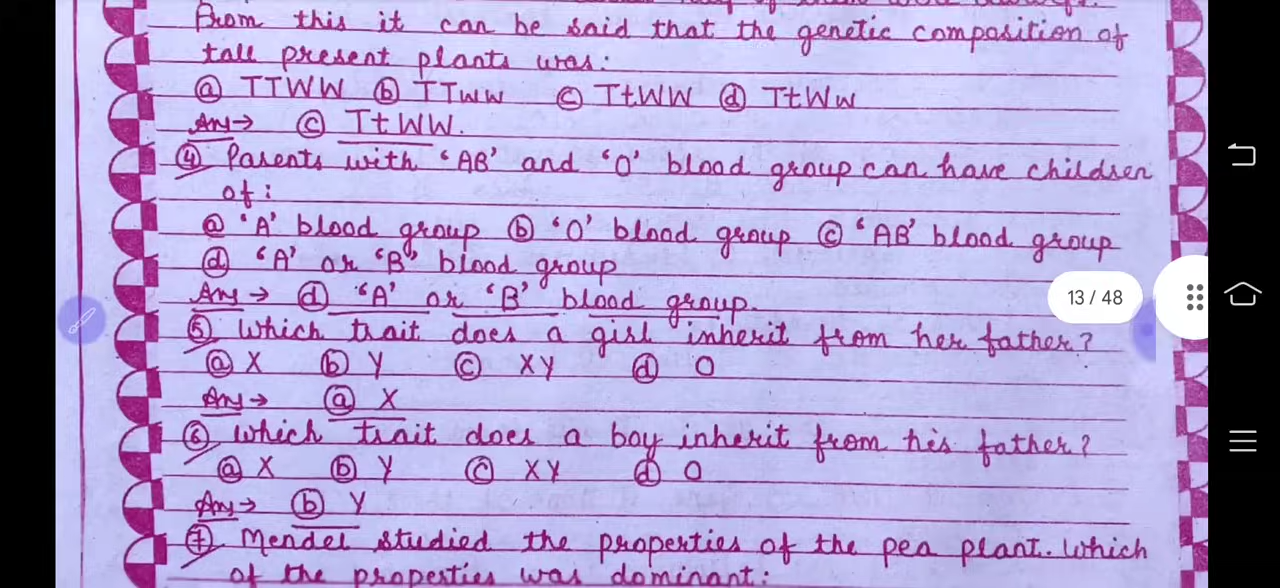 From this it can be said that the genetic composition of
tall present plants was:
ⓐ TTWW ⓑ TTww ⓒ TtWW ⓓ TtWw
Ans → ⓒ TtWW.
④ Parents with 'AB' and 'O' blood group can have children
of:
ⓐ 'A' blood group ⓑ 'O' blood group ⓒ 'AB' blood group
ⓓ 'A' or 'B' blood group
Ans → ⓓ 'A' or 'B' blood group.
⑤ Which trait does a girl inherit from her father?
ⓐ X ⓑ Y ⓒ XY ⓓ O
Ans → ⓐ X
⑥ Which trait does a boy inherit from his father?
ⓐ X ⓑ Y ⓒ XY ⓓ O
Ans → ⓑ Y
⑦ Mendel studied the properties of the pea plant. Which
of the properties was dominant:
13 / 48